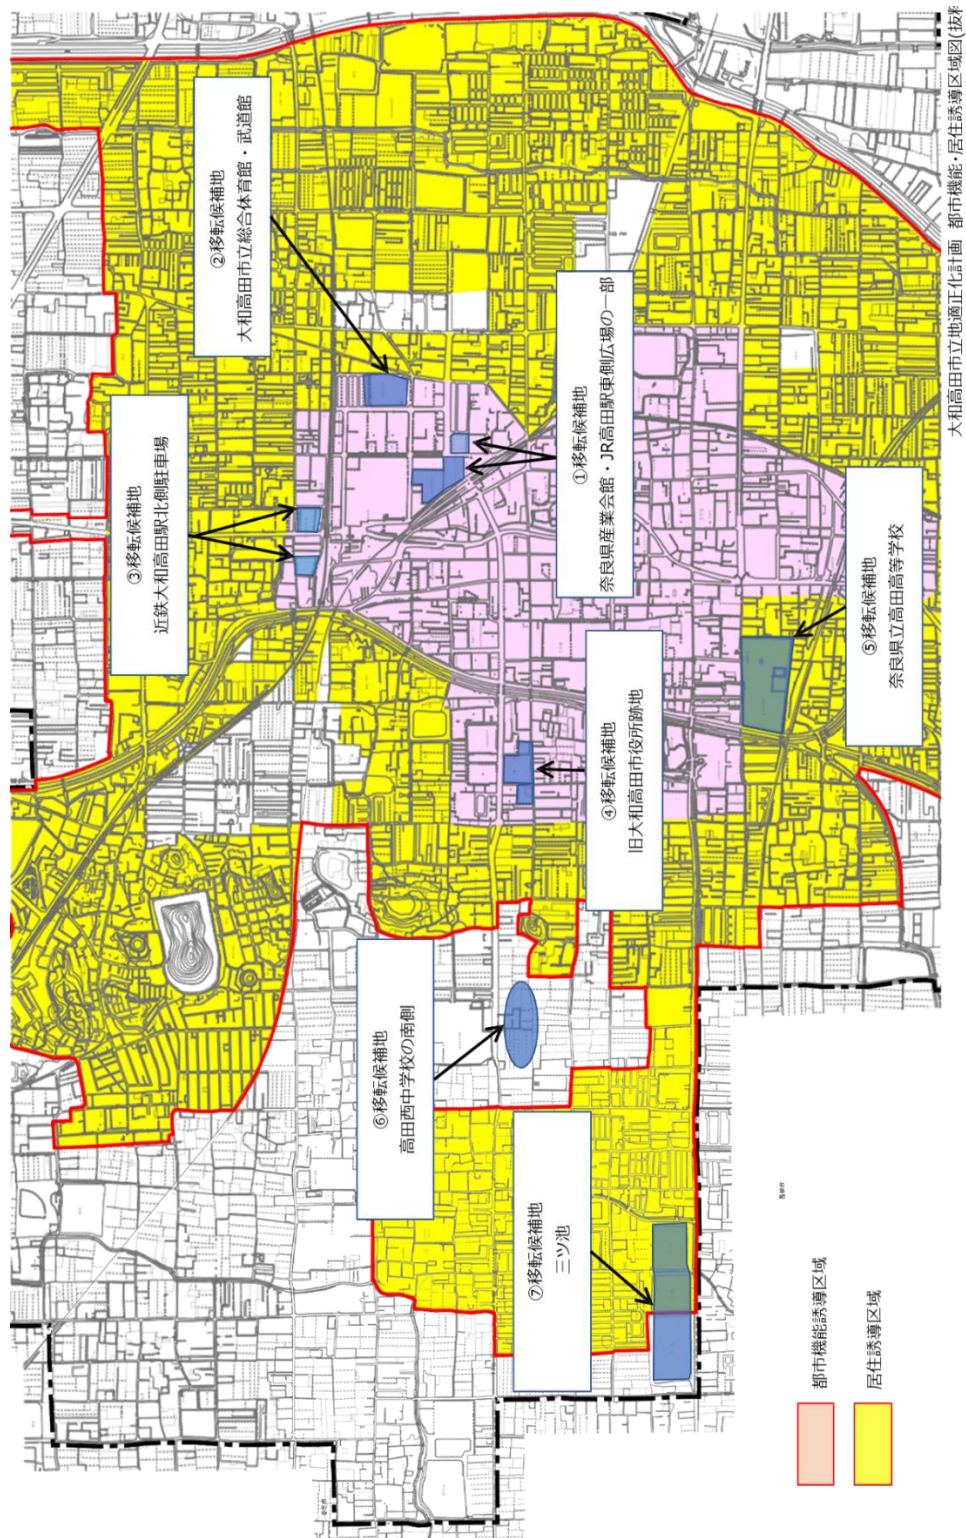 大和高田市立地適正化計画 都市機能・居住誘導区域図(抜粋
②移転候補地
大和高田市立総合体育館・武道館
③移転候補地
近鉄大和高田駅北側駐車場
①移転候補地
奈良県産業会館・JR高田駅東側広場の一部
④移転候補地
旧大和高田市役所跡地
⑤移転候補地
奈良県立高田高等学校
⑥移転候補地
高田西中学校の南側
⑦移転候補地
三ツ池
都市機能誘導区域
居住誘導区域